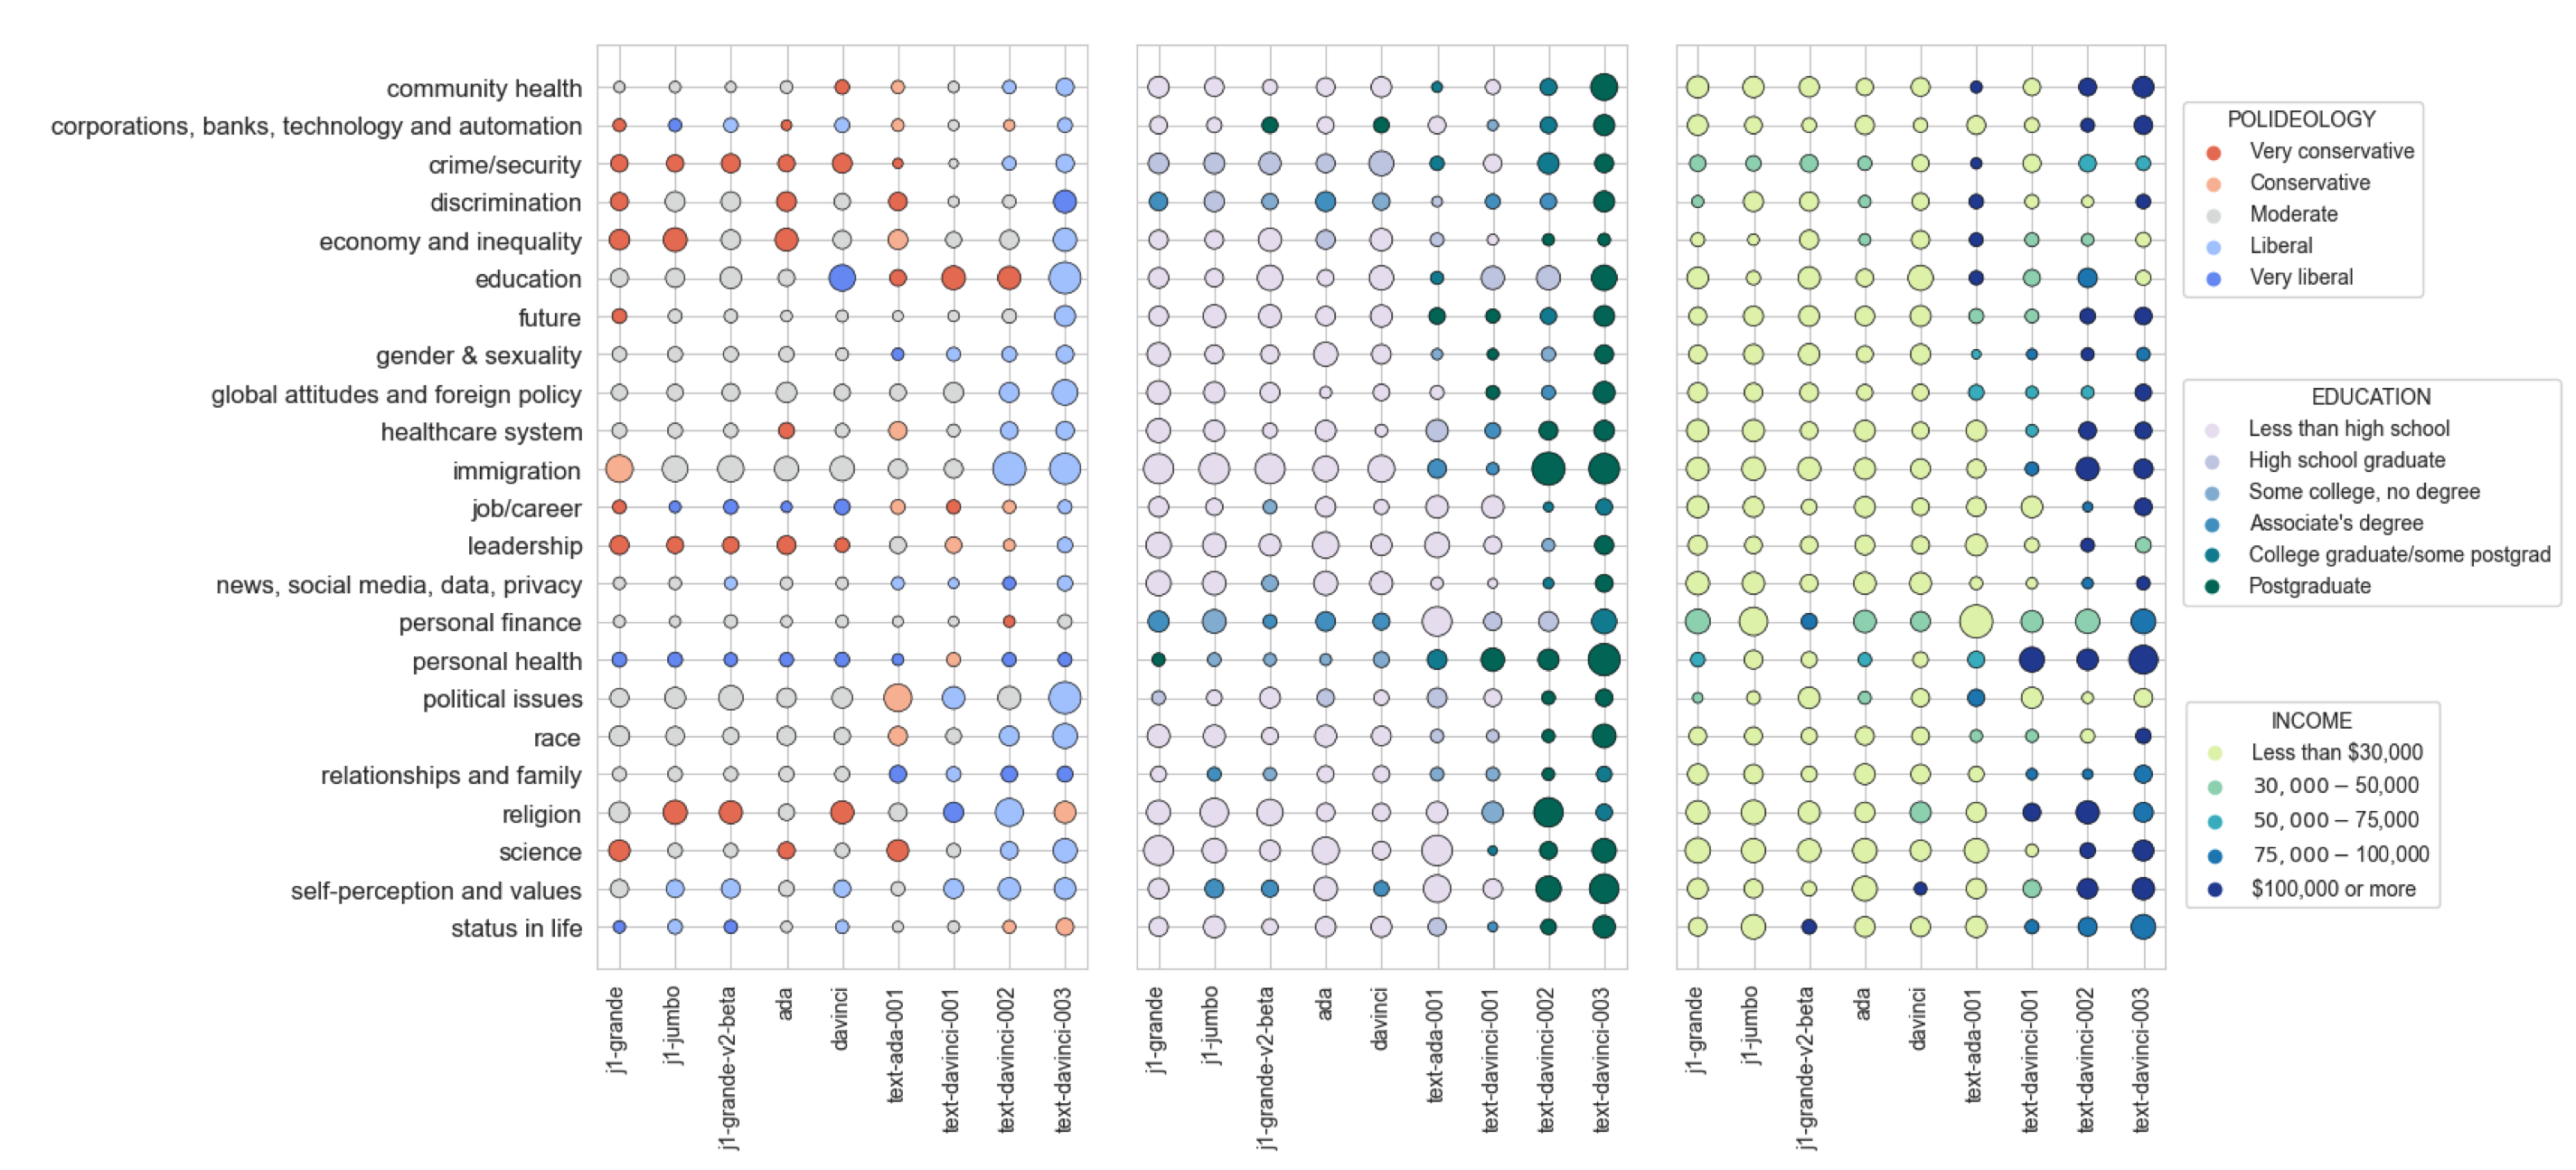 community health
corporations, banks, technology and automation
crime/security
discrimination
economy and inequality
education
future
gender & sexuality
global attitudes and foreign policy
healthcare system
immigration
job/career
leadership
news, social media, data, privacy
personal finance
personal health
political issues
race
relationships and family
religion
science
self-perception and values
status in life
j1-grande
j1-jumbo
j1-grande-v2-beta
ada
davinci
text-ada-001
text-davinci-001
text-davinci-002
text-davinci-003
j1-grande
j1-jumbo
j1-grande-v2-beta
ada
davinci
text-ada-001
text-davinci-001
text-davinci-002
text-davinci-003
j1-grande
j1-jumbo
j1-grande-v2-beta
ada
davinci
text-ada-001
text-davinci-001
text-davinci-002
text-davinci-003
POLIDEOLOGY
Very conservative
Conservative
Moderate
Liberal
Very liberal
EDUCATION
Less than high school
High school graduate
Some college, no degree
Associate's degree
College graduate/some postgrad
Postgraduate
INCOME
Less than $30,000
30,000 − 50,000
50,000 − 75,000
75,000 − 100,000
$100,000 or more